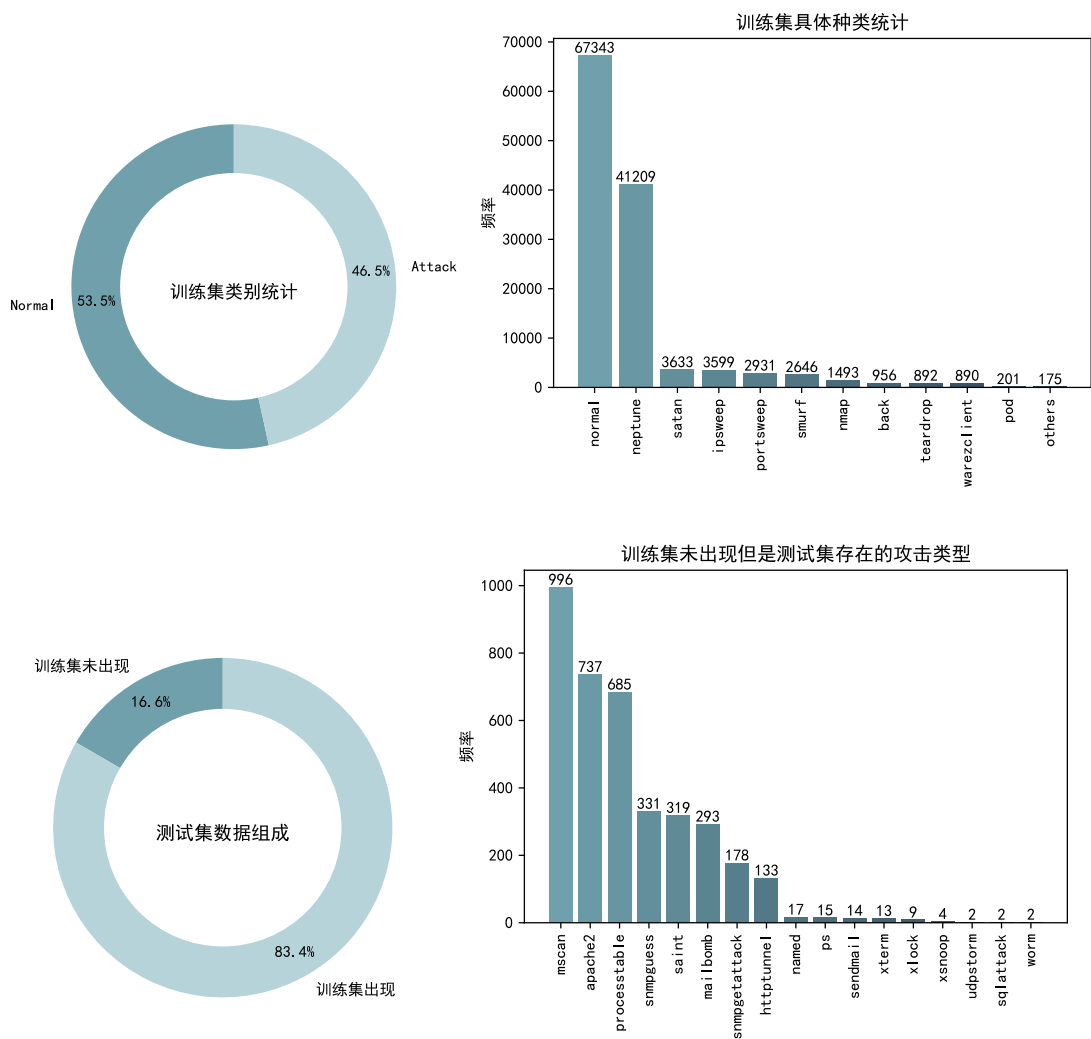 训练集具体种类统计
70000
60000
50000
40000
30000
20000
10000
0
频率
67343
41209
3633
3599
2931
2646
1493
956
892
890
201
175
normal
neptune
satan
ipsweep
portsweep
smurf
nmap
back
teardrop
warezclient
pod
others
Normal
53.5%
训练集类别统计
46.5%
Attack
训练集未出现但是测试集存在的攻击类型
1000
800
600
400
200
0
频率
996
737
685
331
319
293
178
133
17
15
14
13
9
4
2
2
2
mscan
apache2
processtable
snmpguess
saint
mailbomb
snmpgetattack
httptunnel
named
ps
sendmail
xterm
xlock
xsnoop
udpstorm
sqlattack
worm
训练集未出现
16.6%
测试集数据组成
83.4%
训练集出现